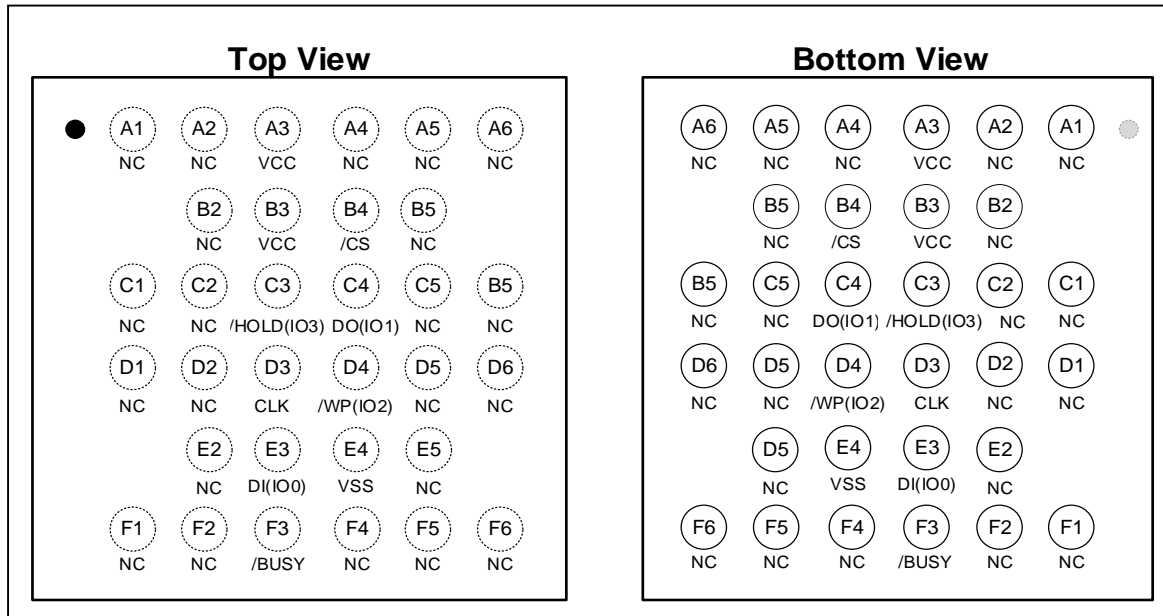 Top View
A1 A2 A3 A4 A5 A6
NC NC VCC NC NC NC
B2 B3 B4 B5
NC VCC /CS NC
C1 C2 C3 C4 C5 B5
NC NC /HOLD(IO3) DO(IO1) NC NC
D1 D2 D3 D4 D5 D6
NC NC CLK /WP(IO2) NC NC
E2 E3 E4 E5
NC DI(IO0) VSS NC
F1 F2 F3 F4 F5 F6
NC NC /BUSY NC NC NC
Bottom View
A6 A5 A4 A3 A2 A1
NC NC NC VCC NC NC
B5 B4 B3 B2
NC /CS VCC NC
B5 C5 C4 C3 C2 C1
NC NC DO(IO1) /HOLD(IO3) NC NC
D6 D5 D4 D3 D2 D1
NC NC /WP(IO2) CLK NC NC
D5 E4 E3 E2
NC VSS DI(IO0) NC
F6 F5 F4 F3 F2 F1
NC NC NC /BUSY NC NC